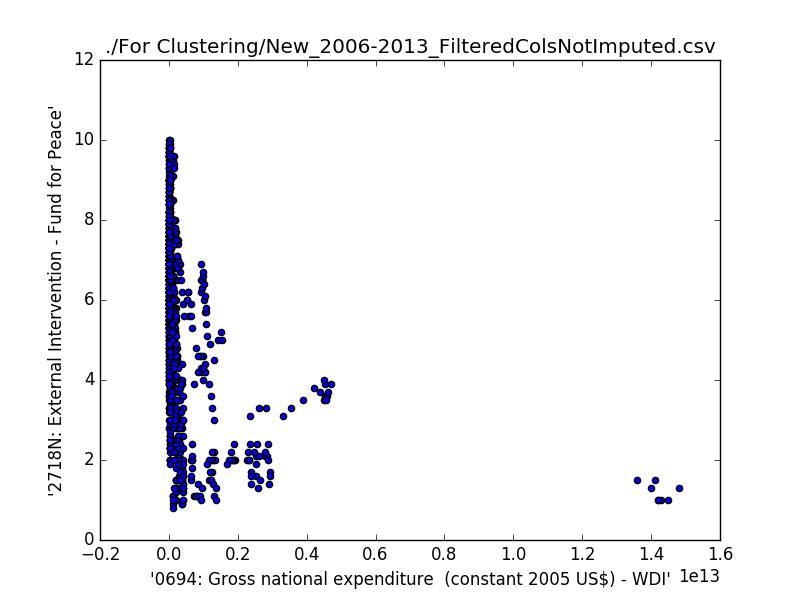 ./For Clustering/New_2006-2013_FilteredColsNotImputed.csv
12
10
8
6
4
2
0
'2718N: External Intervention - Fund for Peace'
−0.2 0.0 0.2 0.4 0.6 0.8 1.0 1.2 1.4 1.6
1e13
'0694: Gross national expenditure  (constant 2005 US$) - WDI'